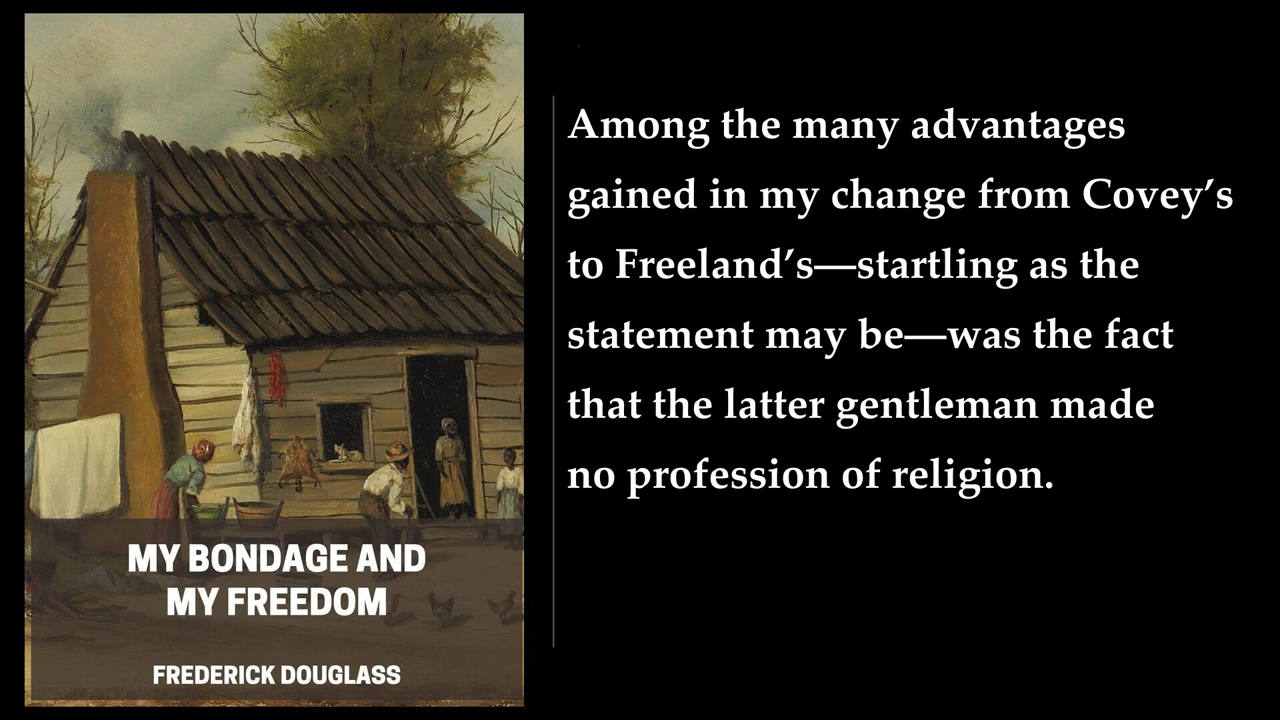 MY BONDAGE AND
MY FREEDOM
FREDERICK DOUGLASS
Among the many advantages
gained in my change from Covey’s
to Freeland’s—startling as the
statement may be—was the fact
that the latter gentleman made
no profession of religion.